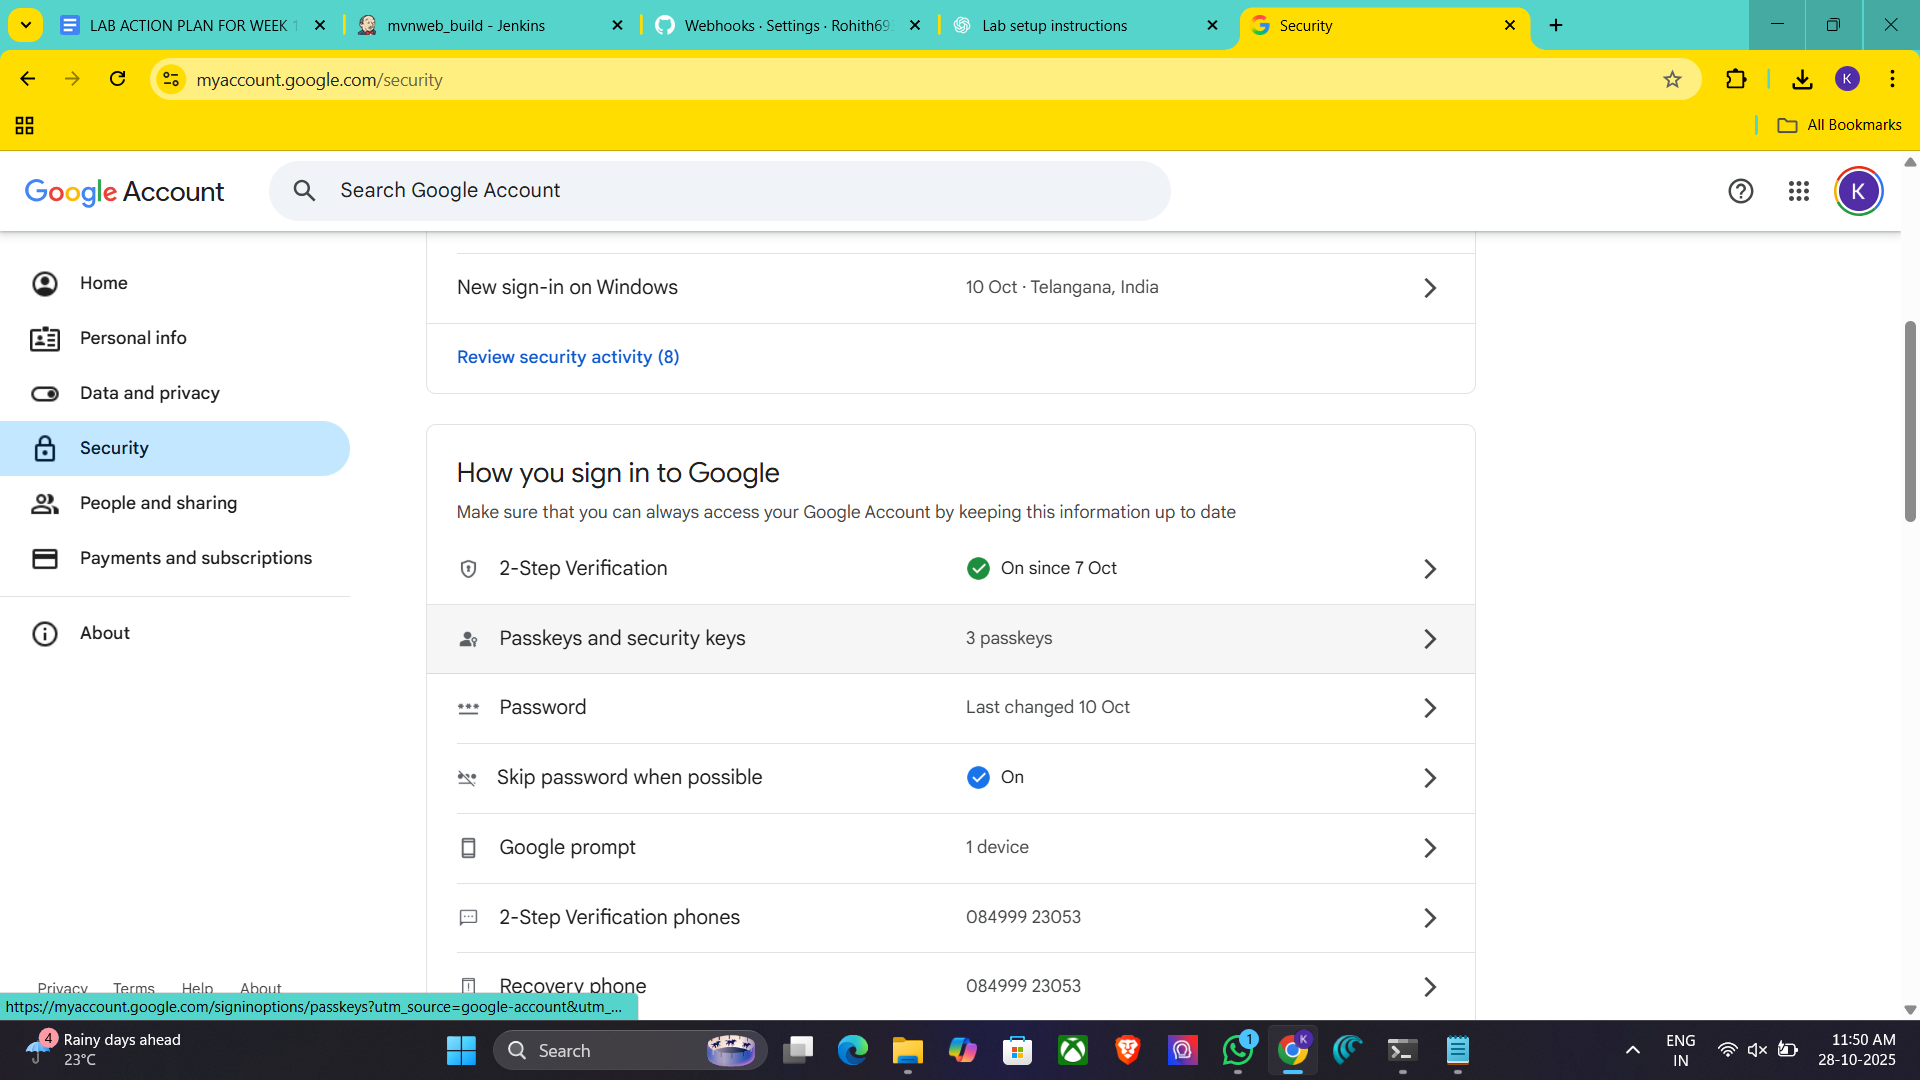 LAB ACTION PLAN FOR WEEK 1
mvnweb_build - Jenkins
Webhooks · Settings · Rohith69
Lab setup instructions
Security
myaccount.google.com/security
K
All Bookmarks
Google Account
Search Google Account
K
Home
Personal info
Data and privacy
Security
People and sharing
Payments and subscriptions
About
New sign-in on Windows
10 Oct · Telangana, India
Review security activity (8)
How you sign in to Google
Make sure that you can always access your Google Account by keeping this information up to date
2-Step Verification
On since 7 Oct
Passkeys and security keys
3 passkeys
Password
Last changed 10 Oct
Skip password when possible
On
Google prompt
1 device
2-Step Verification phones
084999 23053
Recovery phone
084999 23053
Privacy Terms Help About
https://myaccount.google.com/signinoptions/passkeys?utm_source=google-account&utm_...
4
Rainy days ahead
23°C
Search
1
K
ENG
IN
11:50 AM
28-10-2025